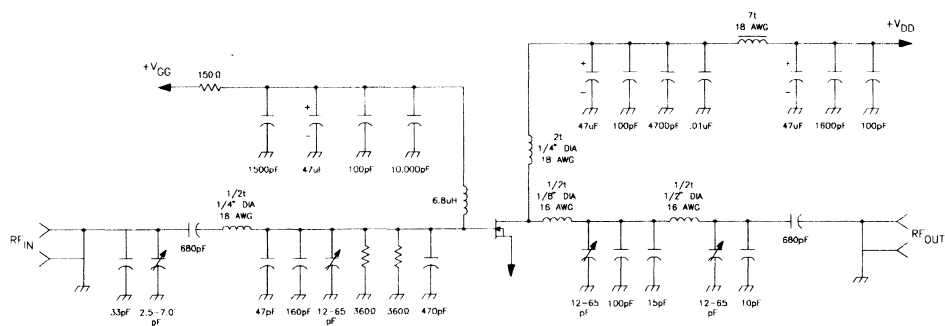 7t
18 AWG
+VDD
+VGG
150Ω
47uF
100pF
4700pF
.01uF
47uF
1600pF
100pF
1500pF
47uF
100pF
10,000pF
2t
1/4" DIA
18 AWG
1/2t
1/4" DIA
18 AWG
6.8uH
1/2t
1/8" DIA
16 AWG
1/2t
1/2" DIA
16 AWG
RFIN
680pF
680pF
RFOUT
33pF
2.5-7.0
pF
47pF
160pF
12-65
pF
360Ω
360Ω
470pF
12-65
pF
100pF
15pF
12-65
pF
10pF